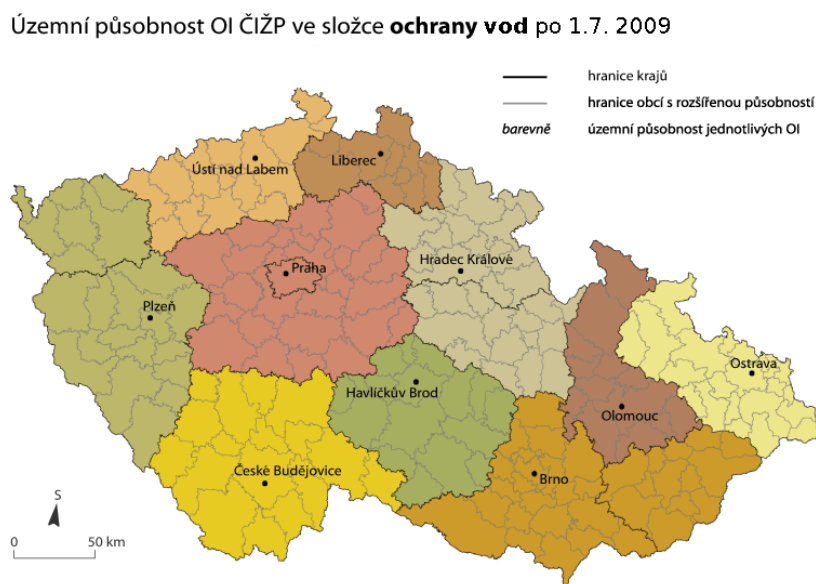 Územní působnost OI ČIŽP ve složce ochrany vod po 1.7. 2009
hranice krajů
hranice obcí s rozšířenou působností
barevně územní působnost jednotlivých OI
Ústí nad Labem
Liberec
Praha
Hradec Králové
Plzeň
Ostrava
Havlíčkův Brod
Olomouc
České Budějovice
Brno
S
0 50 km